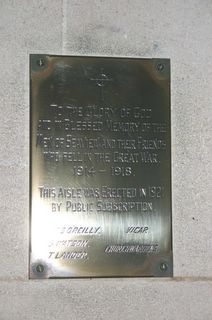 TO THE GLORY OF GOD
AND IN BLESSED MEMORY OF THE
MEN OF SEAVIEW AND THEIR FRIENDS
WHO FELL IN THE GREAT WAR
1914 – 1918
THIS AISLE WAS ERECTED IN 1921
BY PUBLIC SUBSCRIPTION.
VICAR.
CHURCHWARDENS